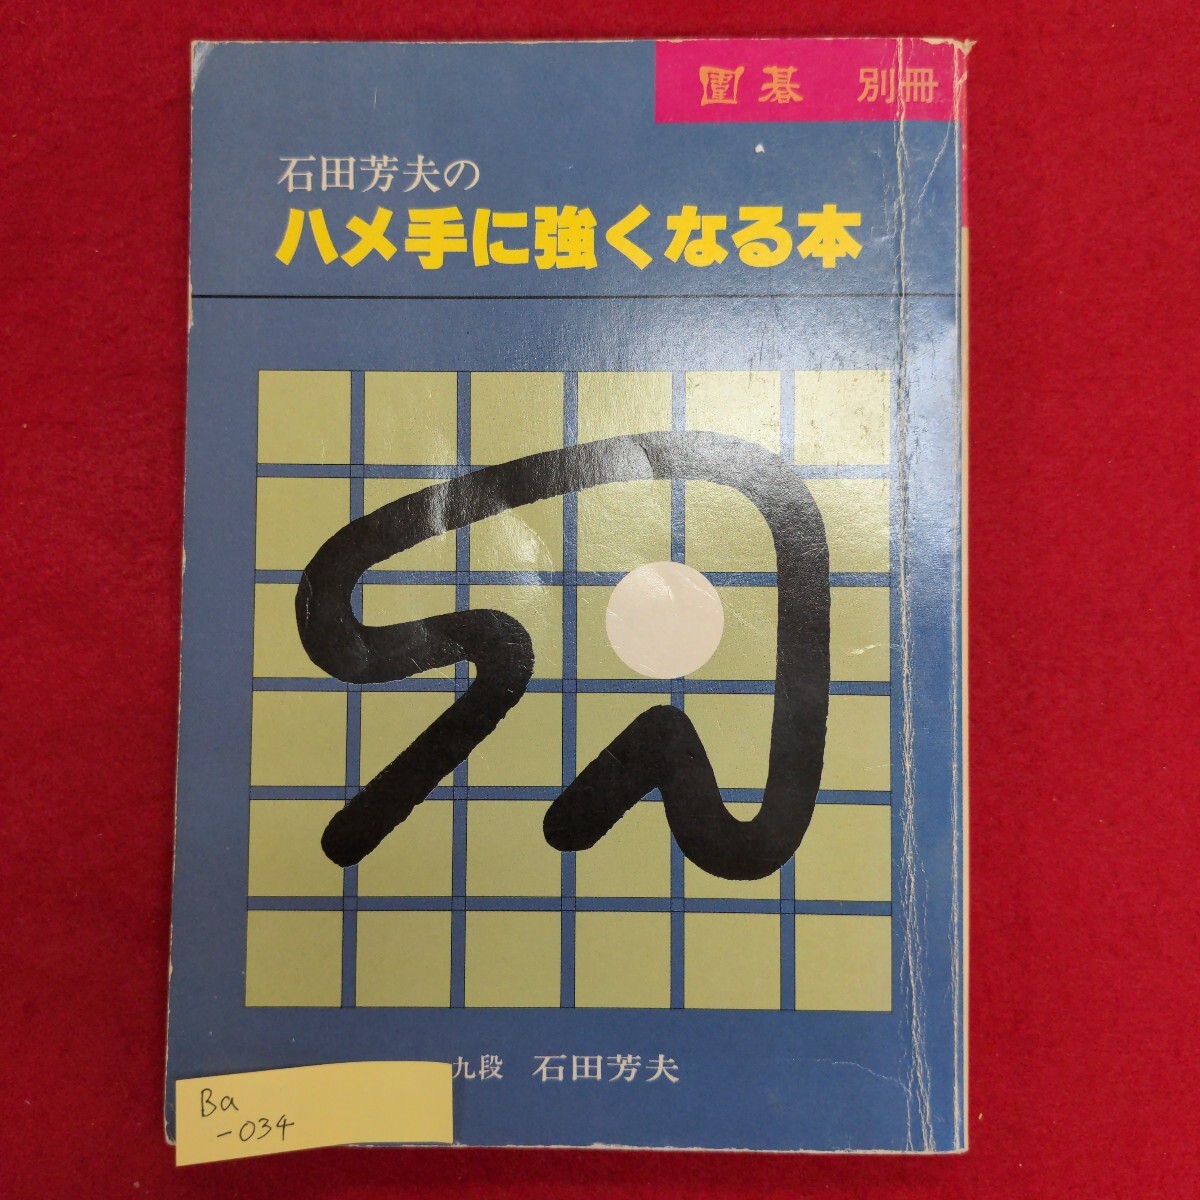 囲碁 別冊
石田芳夫の
ハメ手に強くなる本
九段 石田芳夫
Ba
-034